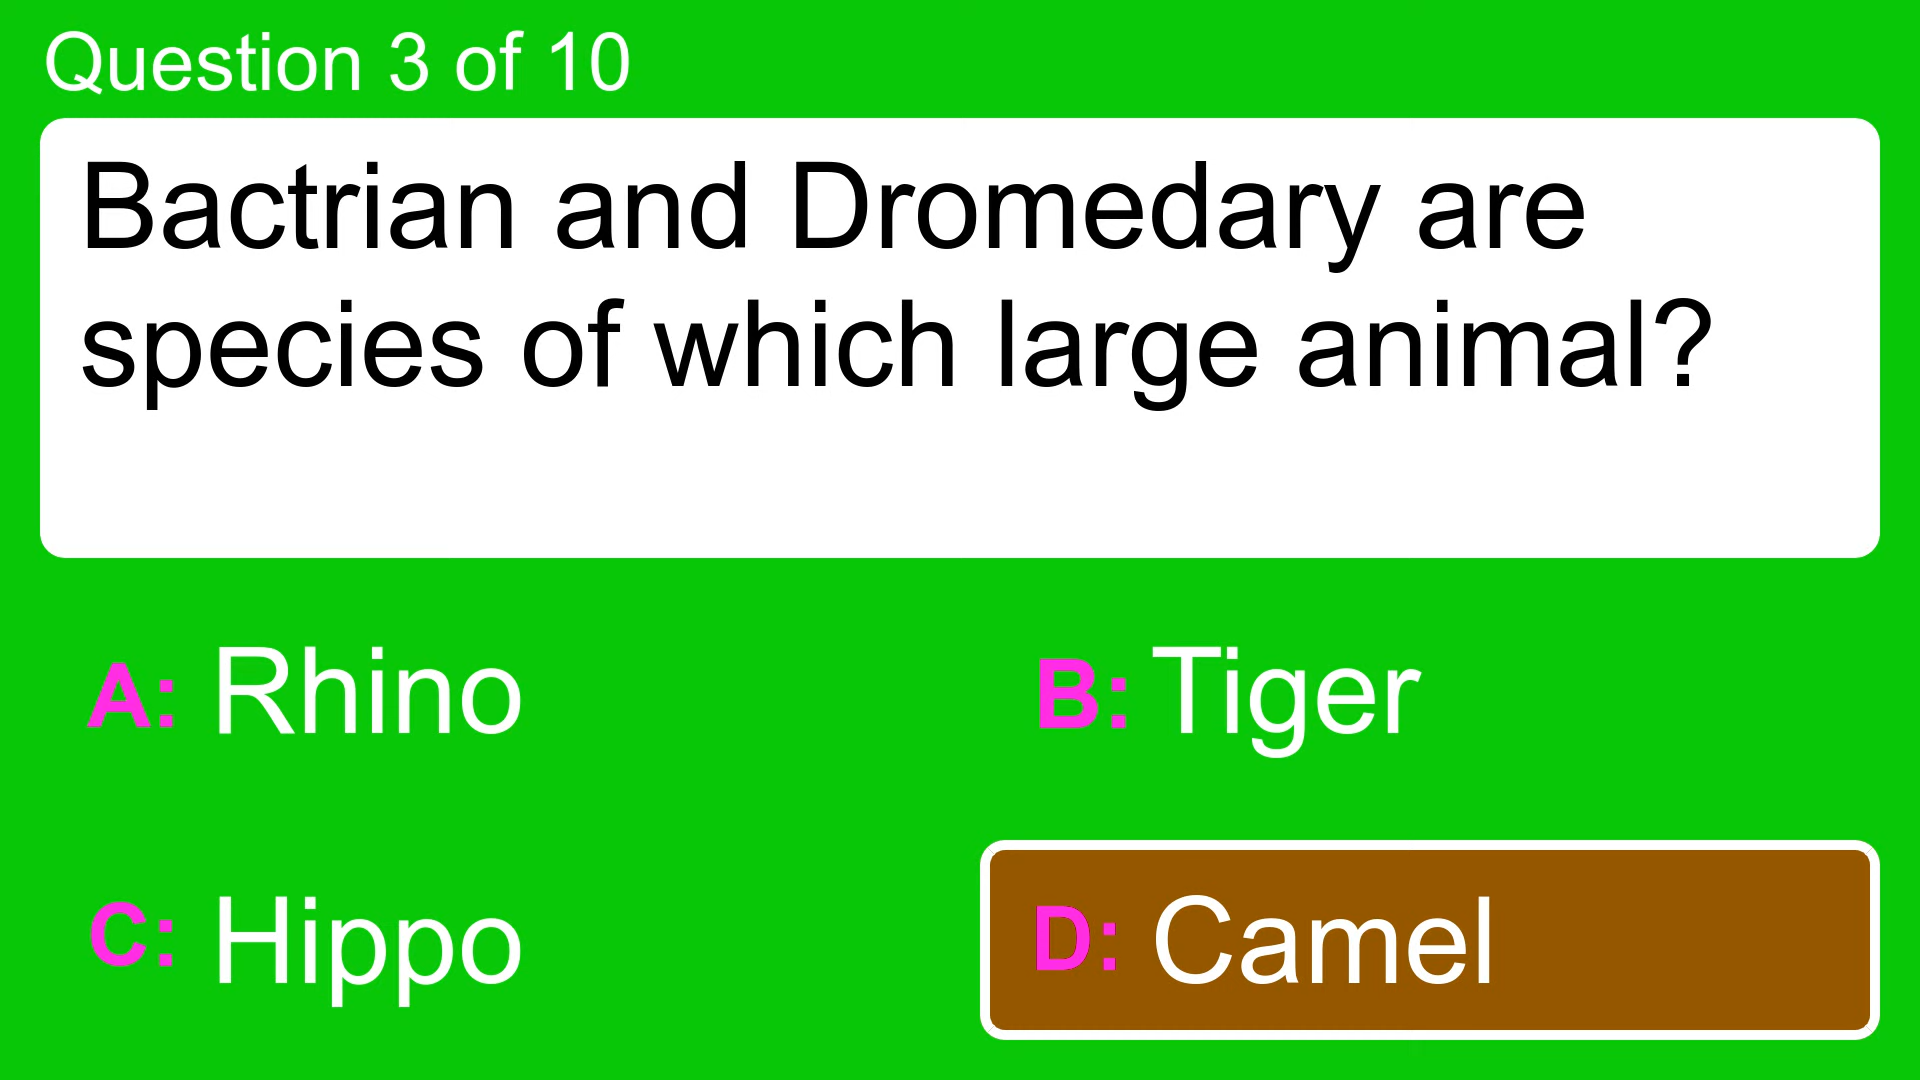 Question 3 of 10
Bactrian and Dromedary are
species of which large animal?
A: Rhino
B: Tiger
C: Hippo
D: Camel